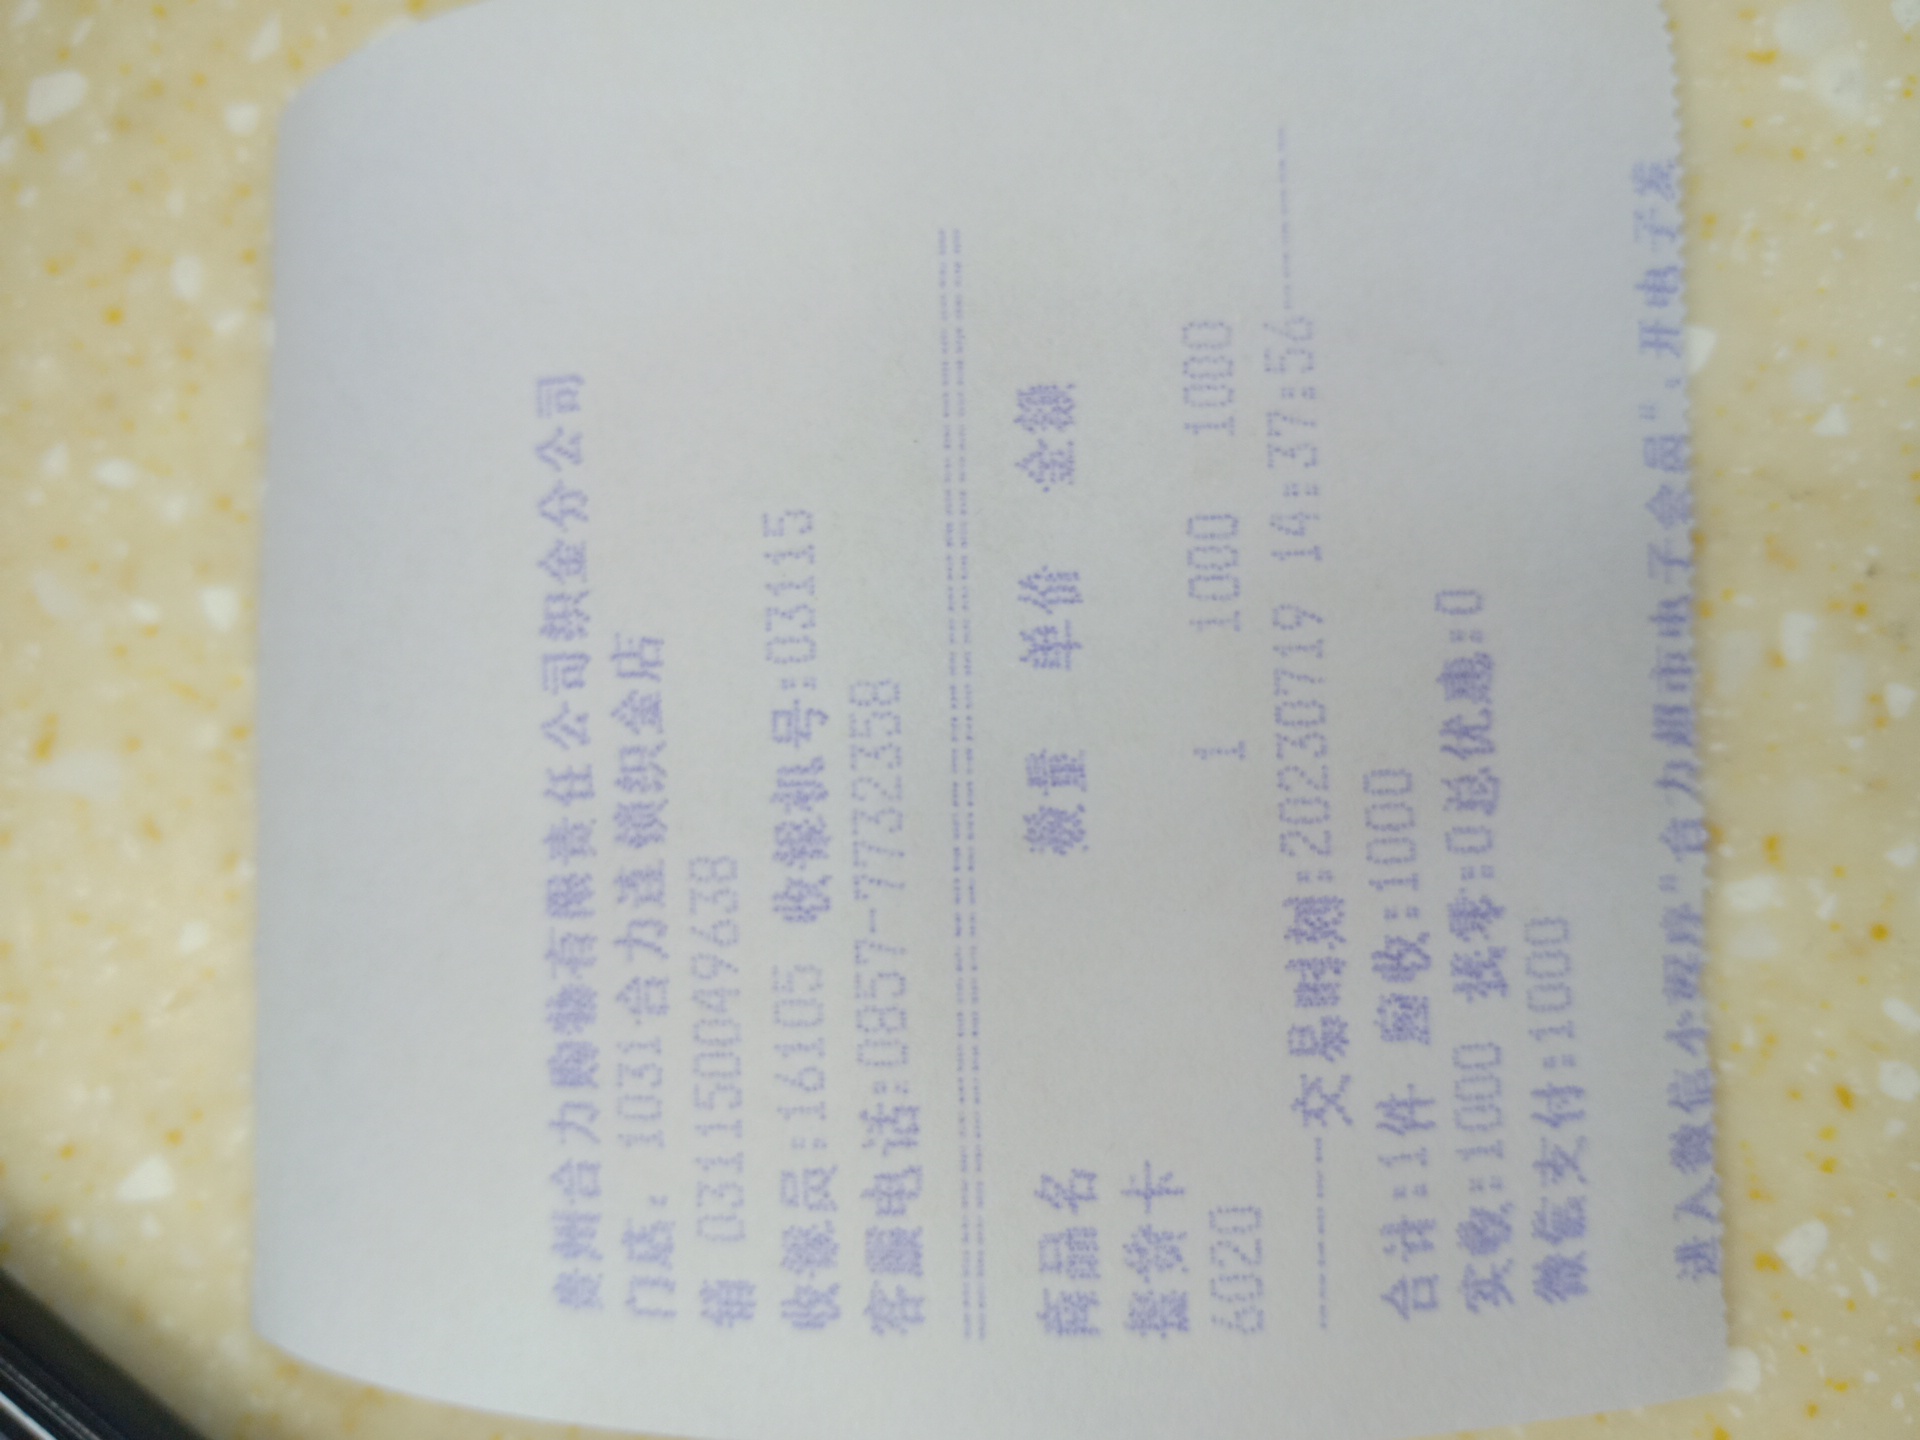 贵州合力购物有限责任公司织金分公司
门店: 1031合力连锁织金店
销 031150049638
收银员:16105 收银机号:03115
客服电话:0857-7732358
商品名 数量 单价 金额
提货卡
6020 1 1000 1000
交易时刻:20230719 14:37:56
合计:1件 应收:1000
实收:1000 抵零:0总优惠:0
微信支付:1000
进入微信小程序"合力超市电子会员",开电子发